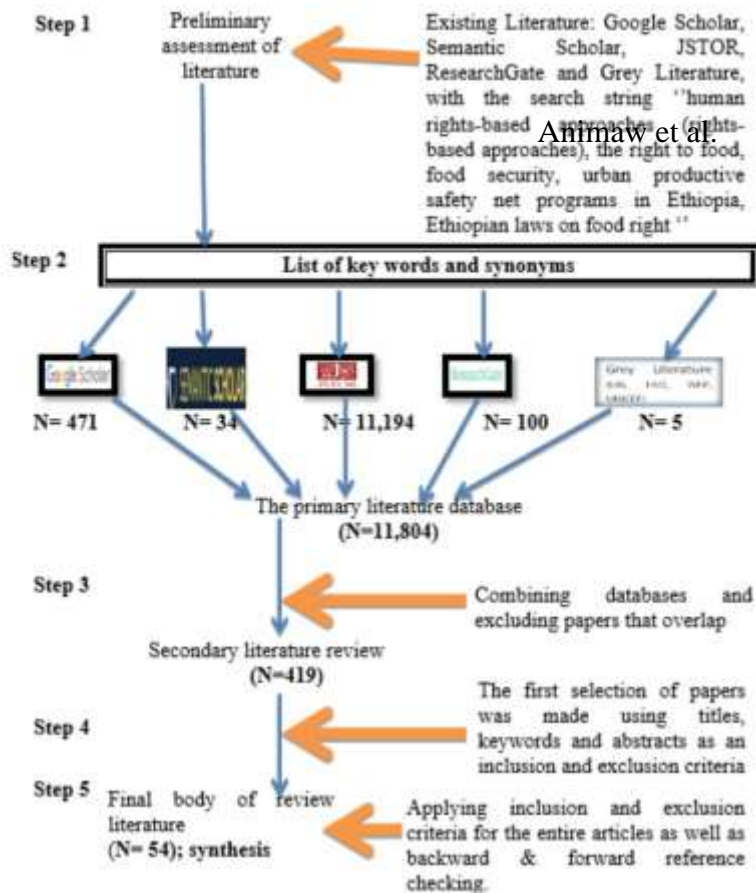 Step 1
Preliminary
assessment of
literature
Existing Literature: Google Scholar,
Semantic Scholar, JSTOR,
ResearchGate and Grey Literature,
with the search string ‘’human
rights-based approaches (rights-
based approaches), the right to food,
food security, urban productive
safety net programs in Ethiopia,
Ethiopian laws on food right ‘’
Animaw et al.
Step 2
List of key words and synonyms
Google Scholar
SEMANTIC SCHOLAR
ResearchGate
Grey Literature
N= 471
N= 34
N= 11,194
N= 100
N= 5
The primary literature database
(N=11,804)
Step 3
Combining databases and
excluding papers that overlap
Secondary literature review
(N=419)
Step 4
The first selection of papers
was made using titles,
keywords and abstracts as an
inclusion and exclusion criteria
Step 5
Final body of review
literature
(N= 54); synthesis
Applying inclusion and exclusion
criteria for the entire articles as well as
backward & forward reference
checking.